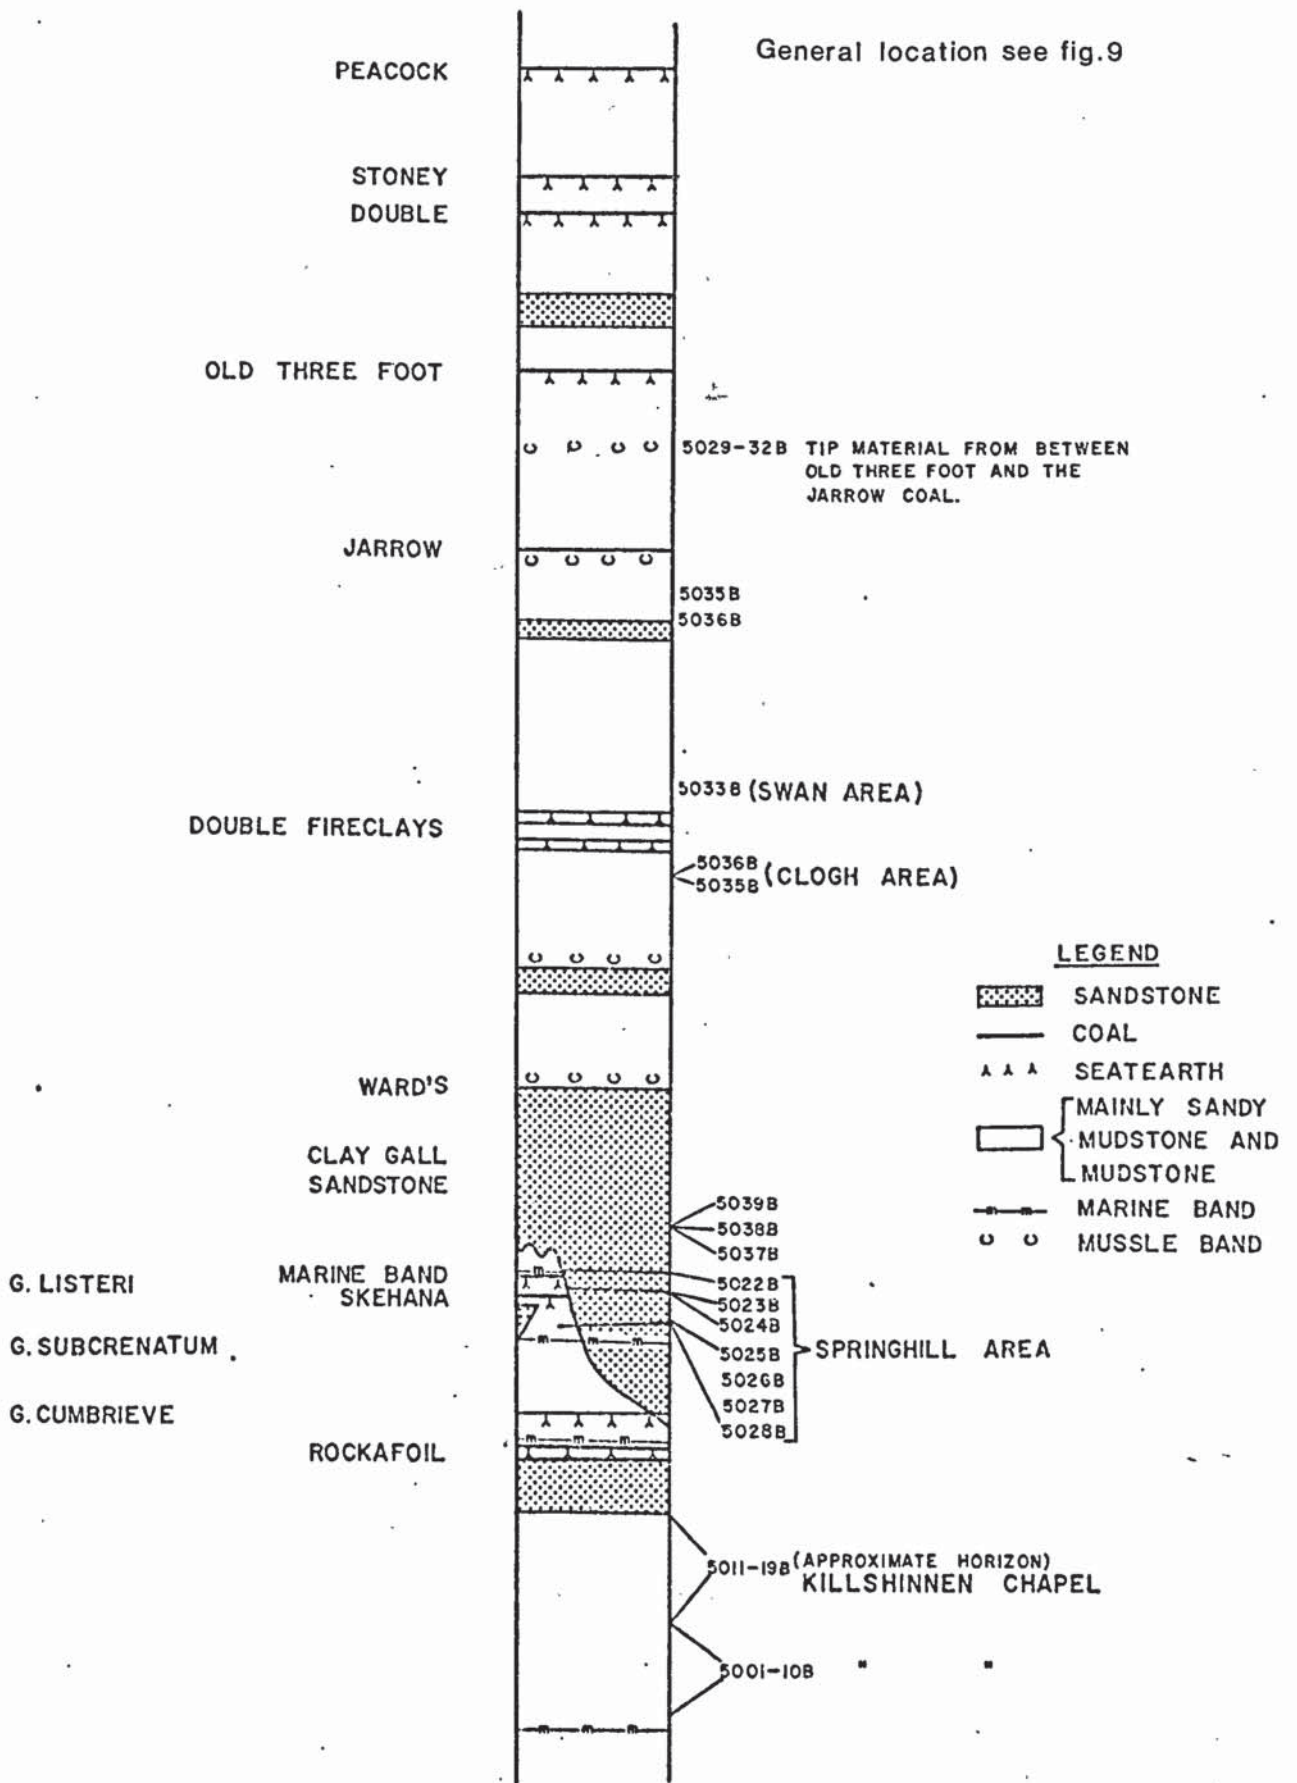 General location see fig.9
PEACOCK
STONEY
DOUBLE
OLD THREE FOOT
5029-32B TIP MATERIAL FROM BETWEEN
OLD THREE FOOT AND THE
JARROW COAL.
JARROW
5035B
5036B
5033B (SWAN AREA)
DOUBLE FIRECLAYS
5036B
5035B (CLOGH AREA)
LEGEND
SANDSTONE
COAL
SEATEARTH
MAINLY SANDY
MUDSTONE AND
MUDSTONE
m m MARINE BAND
MUSSLE BAND
WARD'S
CLAY GALL
SANDSTONE
5039B
5038B
5037B
G. LISTERI
MARINE BAND
SKEHANA
m
5022B
5023B
5024B
5025B
5026B
5027B
5028B
SPRINGHILL AREA
G. SUBCRENATUM
m m m
G. CUMBRIEVE
m m m
ROCKAFOIL
5011-19B (APPROXIMATE HORIZON)
KILLSHINNEN CHAPEL
5001-10B " "
m m m